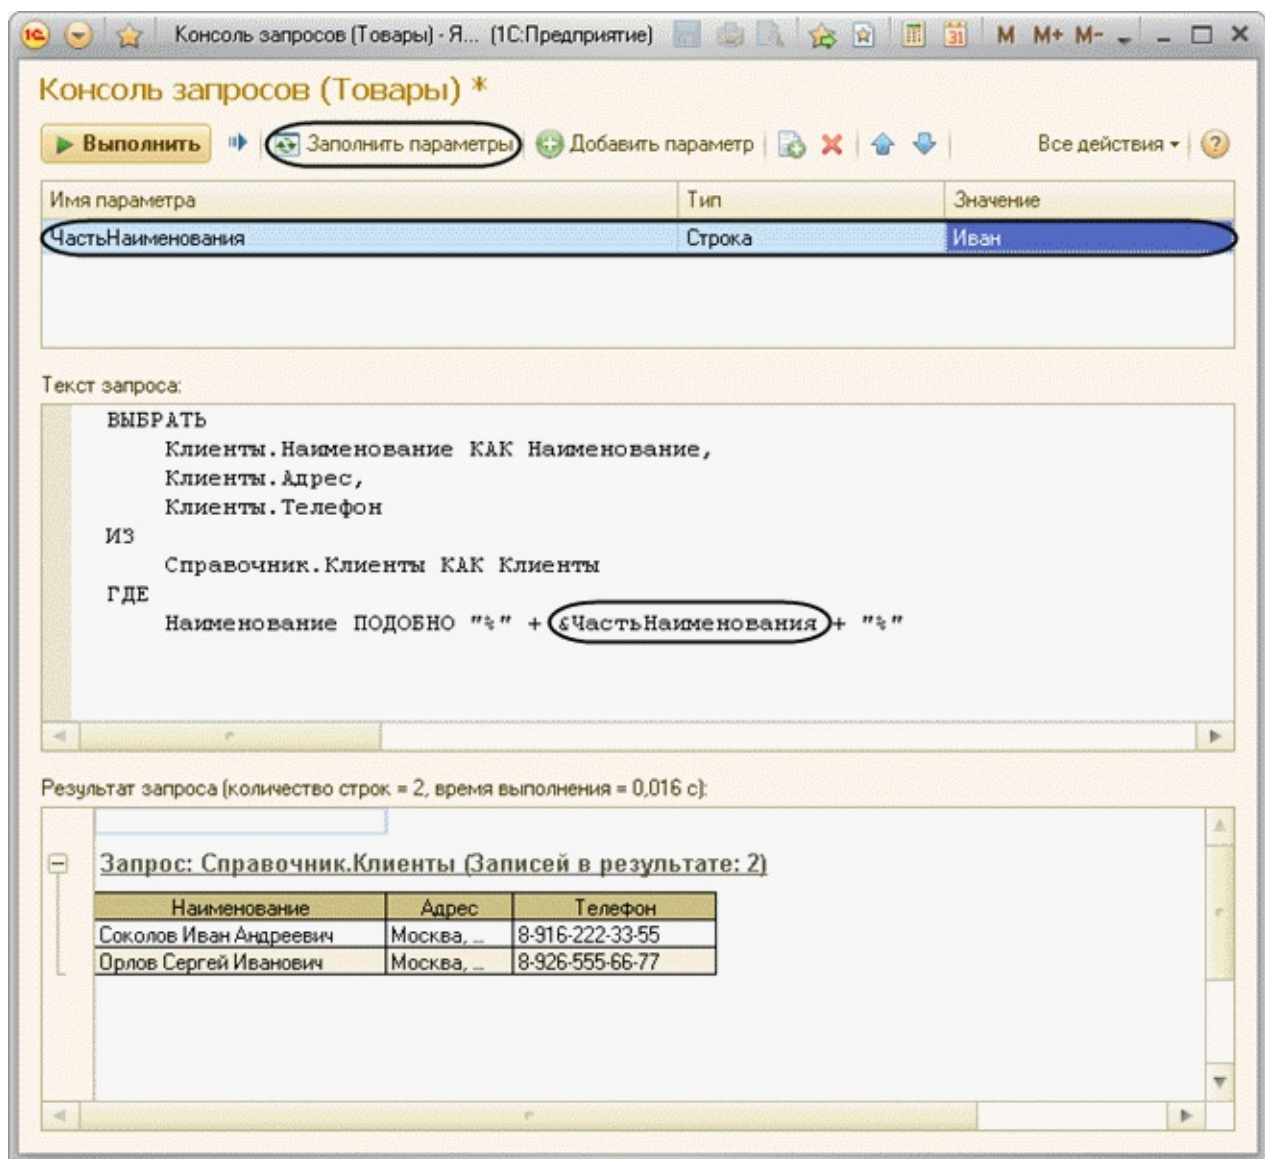 1С Консоль запросов (Товары) - Я... (1С:Предприятие) 31 M M+ M-
Консоль запросов (Товары) *
Выполнить Заполнить параметры Добавить параметр Все действия ?
Имя параметра Тип Значение
ЧастьНаименования Строка Иван
Текст запроса:
ВЫБРАТЬ
Клиенты.Наименование КАК Наименование,
Клиенты.Адрес,
Клиенты.Телефон
ИЗ
Справочник.Клиенты КАК Клиенты
ГДЕ
Наименование ПОДОБНО "%" + &ЧастьНаименования + "%"
Результат запроса (количество строк = 2, время выполнения = 0,016 с):
Запрос: Справочник.Клиенты (Записей в результате: 2)
Наименование Адрес Телефон
Соколов Иван Андреевич Москва, ... 8-916-222-33-55
Орлов Сергей Иванович Москва, ... 8-926-555-66-77